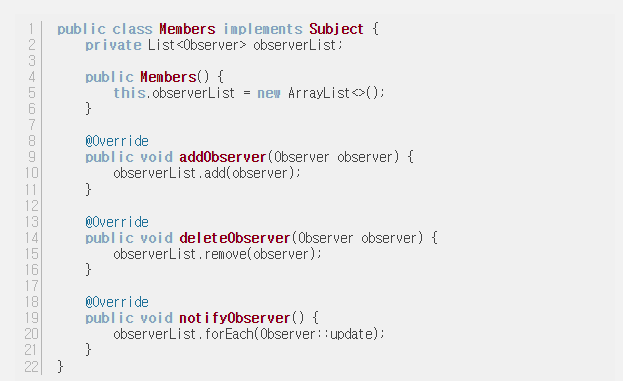 1 public class Members implements Subject {
2     private List<Observer> observerList;
3
4     public Members() {
5         this.observerList = new ArrayList<>();
6     }
7
8     @Override
9     public void addObserver(Observer observer) {
10         observerList.add(observer);
11     }
12
13     @Override
14     public void deleteObserver(Observer observer) {
15         observerList.remove(observer);
16     }
17
18     @Override
19     public void notifyObserver() {
20         observerList.forEach(Observer::update);
21     }
22 }